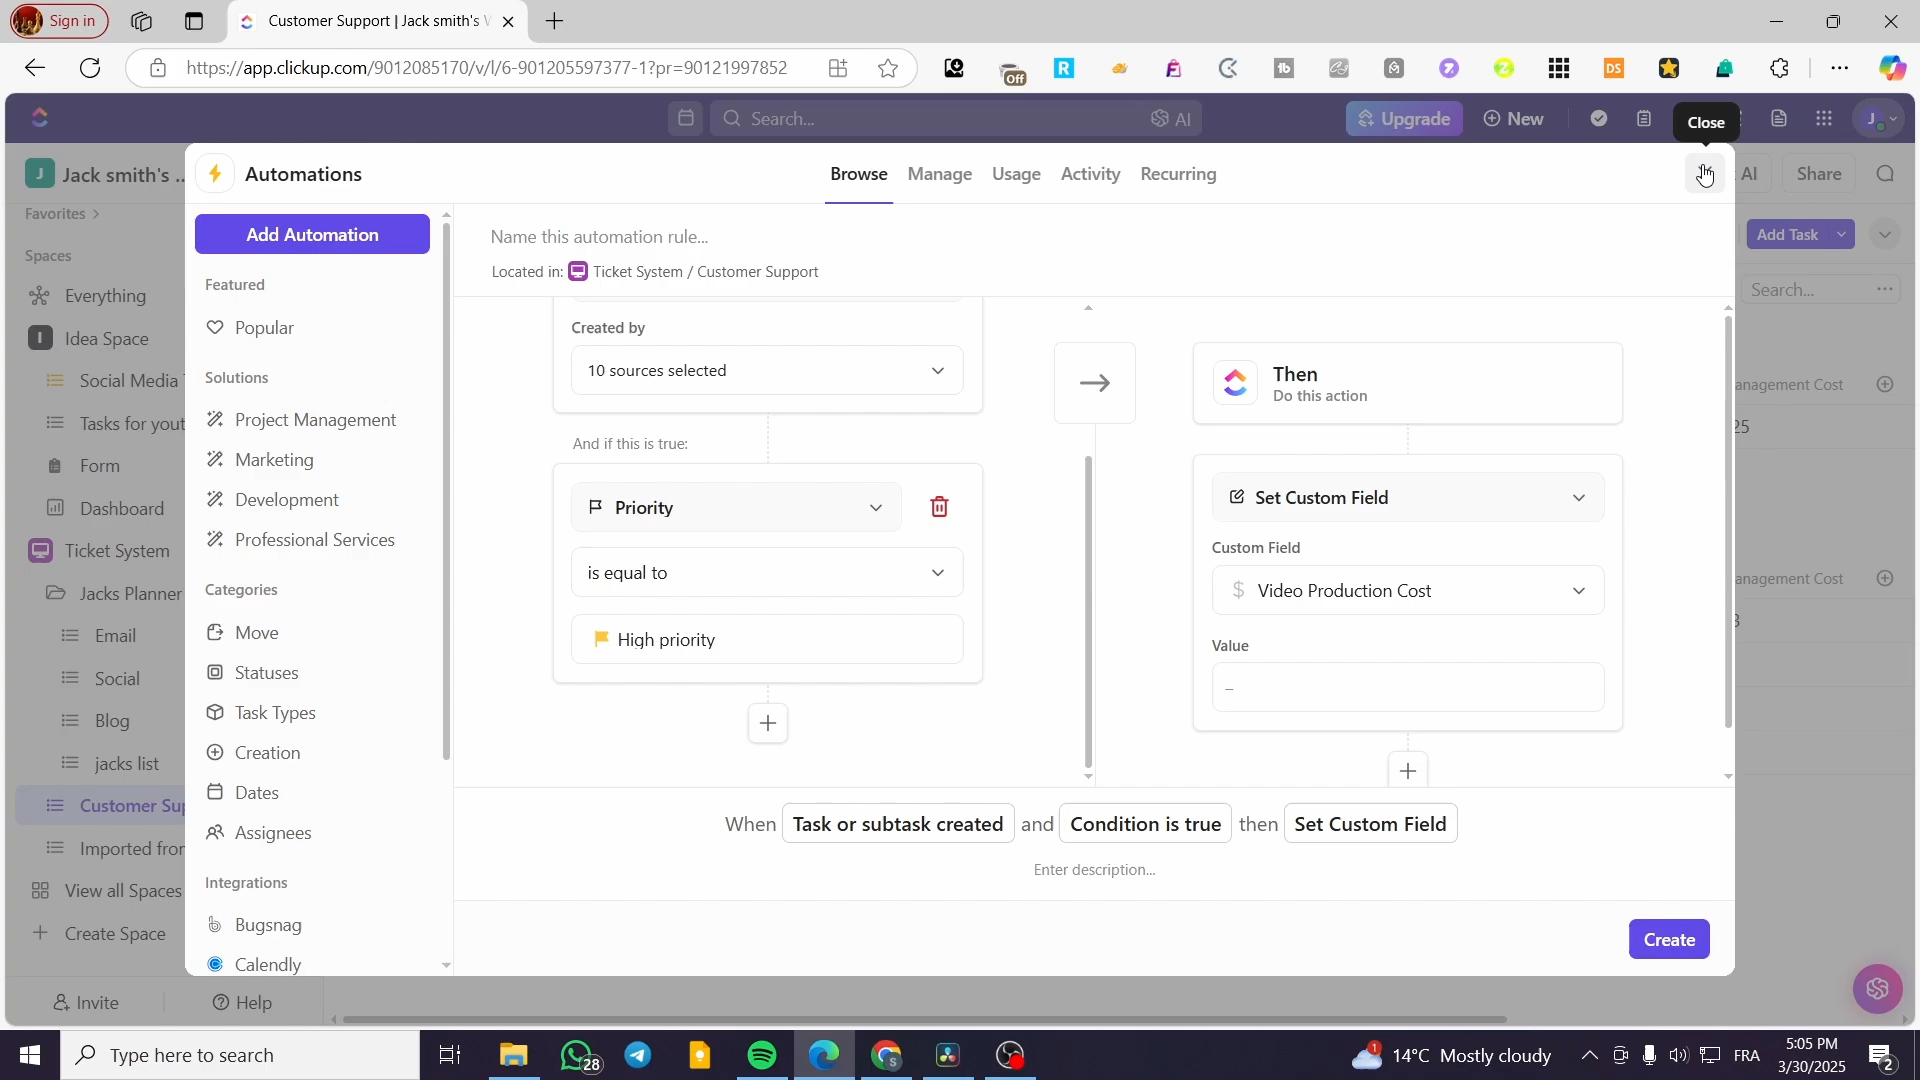 Sign in
Customer Support | Jack smith's
https://app.clickup.com/9012085170/v/l/6-901205597377-1?pr=90121997852
Off
R
tb
DS
Search...
AI
Upgrade
New
Close
J
J
Jack smith's ...
Automations
Browse
Manage
Usage
Activity
Recurring
AI
Share
Favorites
Add Automation
Name this automation rule...
Add Task
Spaces
Located in: Ticket System / Customer Support
Featured
Everything
Search...
Popular
Created by
I
Idea Space
10 sources selected
Then
Do this action
Solutions
Social Media
anagement Cost
Project Management
Tasks for yout
25
And if this is true:
Marketing
Form
Priority
Set Custom Field
Development
Dashboard
Professional Services
Ticket System
Custom Field
is equal to
Video Production Cost
anagement Cost
Categories
Jacks Planner
Move
Email
High priority
Value
–
Statuses
Social
Task Types
Blog
Creation
jacks list
Dates
Customer Sup
When Task or subtask created and Condition is true then Set Custom Field
Assignees
Imported fror
Enter description...
Integrations
View all Spaces
Bugsnag
Create Space
Create
Calendly
Invite
Help
Type here to search
28
1
14°C Mostly cloudy
FRA
5:05 PM
3/30/2025
2